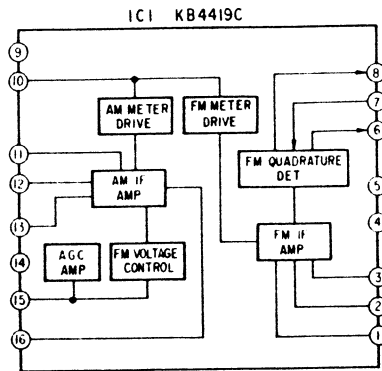 IC1 KB4419C
9
10
11
12
13
14
15
16
AM METER
DRIVE
FM METER
DRIVE
AM IF
AMP
AGC
AMP
FM VOLTAGE
CONTROL
FM QUADRATURE
DET
FM IF
AMP
8
7
6
5
4
3
2
1